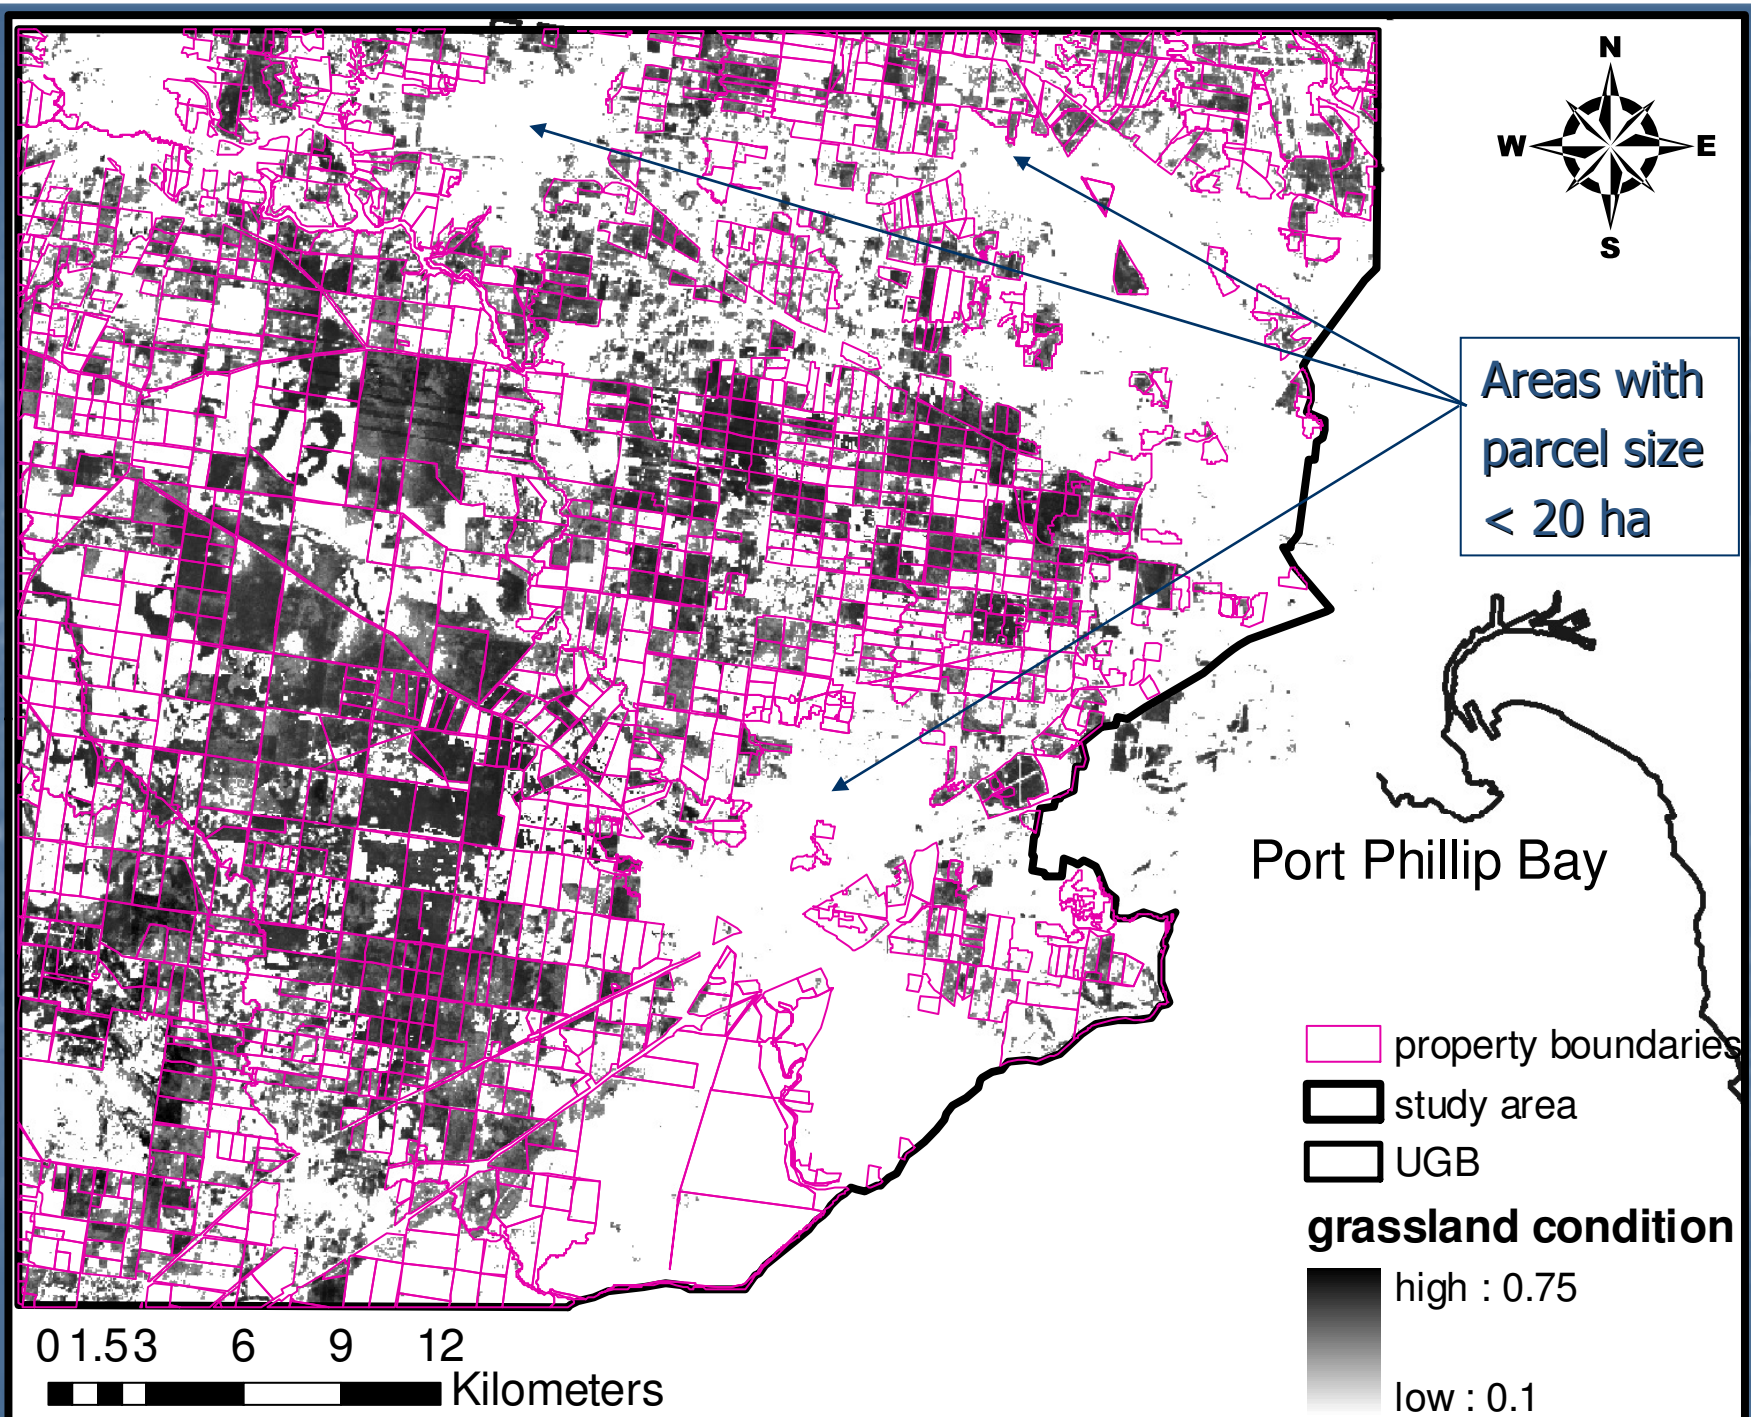 N
W E
S
Areas with
parcel size
< 20 ha
Port Phillip Bay
property boundaries
study area
UGB
grassland condition
high : 0.75
low : 0.1
0 1.5 3 6 9 12
Kilometers